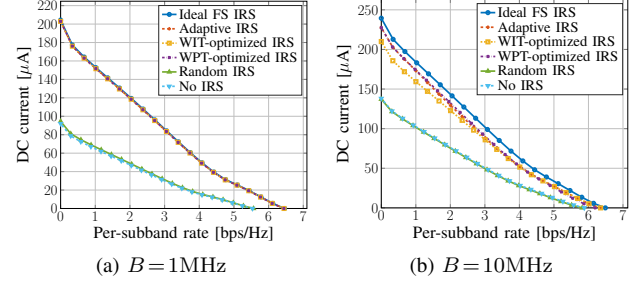 DC current [μA]
220
200
180
160
140
120
100
80
60
40
20
0
0
1
2
3
4
5
6
7
Per-subband rate [bps/Hz]
Ideal FS IRS
Adaptive IRS
WIT-optimized IRS
WPT-optimized IRS
Random IRS
No IRS
(a) B=1MHz
DC current [μA]
250
200
150
100
50
0
0
1
2
3
4
5
6
7
Per-subband rate [bps/Hz]
Ideal FS IRS
Adaptive IRS
WIT-optimized IRS
WPT-optimized IRS
Random IRS
No IRS
(b) B=10MHz